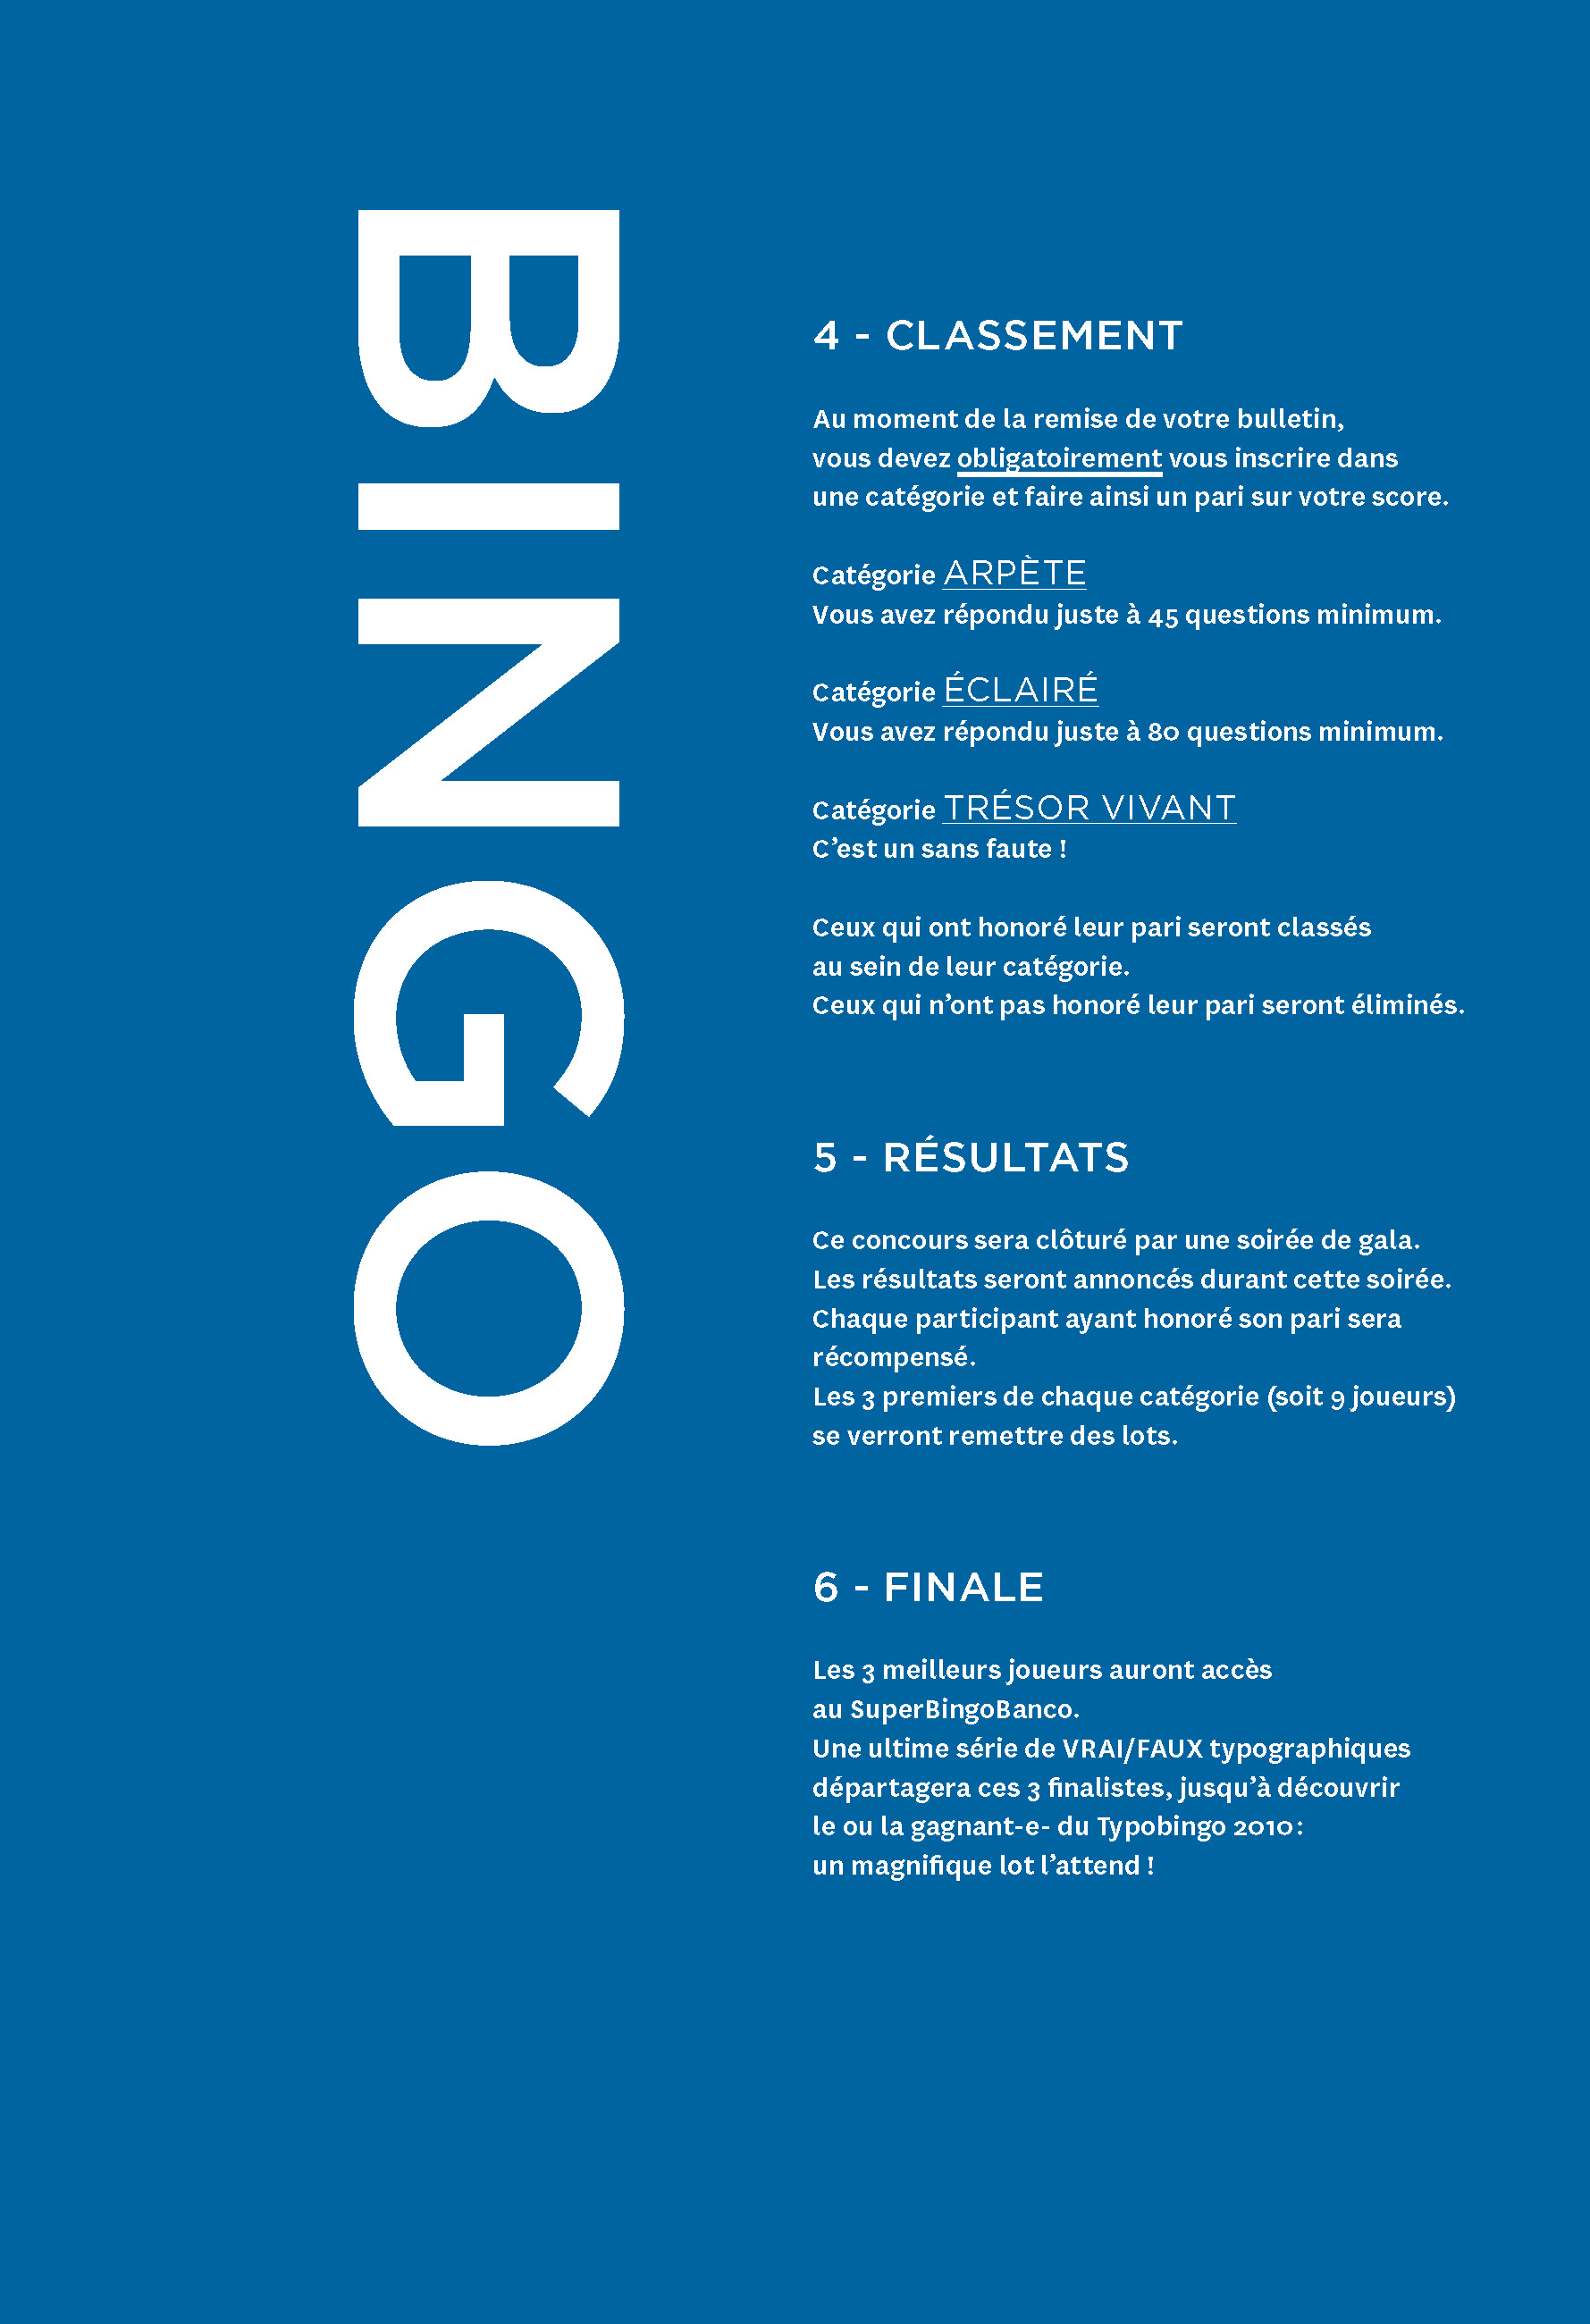 BINGO
4 - CLASSEMENT
Au moment de la remise de votre bulletin,
vous devez obligatoirement vous inscrire dans
une catégorie et faire ainsi un pari sur votre score.
Catégorie ARPÈTE
Vous avez répondu juste à 45 questions minimum.
Catégorie ÉCLAIRÉ
Vous avez répondu juste à 80 questions minimum.
Catégorie TRÉSOR VIVANT
C’est un sans faute !
Ceux qui ont honoré leur pari seront classés
au sein de leur catégorie.
Ceux qui n’ont pas honoré leur pari seront éliminés.
5 - RÉSULTATS
Ce concours sera clôturé par une soirée de gala.
Les résultats seront annoncés durant cette soirée.
Chaque participant ayant honoré son pari sera
récompensé.
Les 3 premiers de chaque catégorie (soit 9 joueurs)
se verront remettre des lots.
6 - FINALE
Les 3 meilleurs joueurs auront accès
au SuperBingoBanco.
Une ultime série de VRAI/FAUX typographiques
départagera ces 3 finalistes, jusqu’à découvrir
le ou la gagnant-e- du Typobingo 2010:
un magnifique lot l’attend !